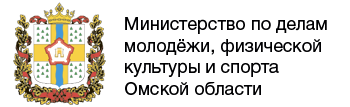 Министерство по делам
молодёжи, физической
культуры и спорта
Омской области